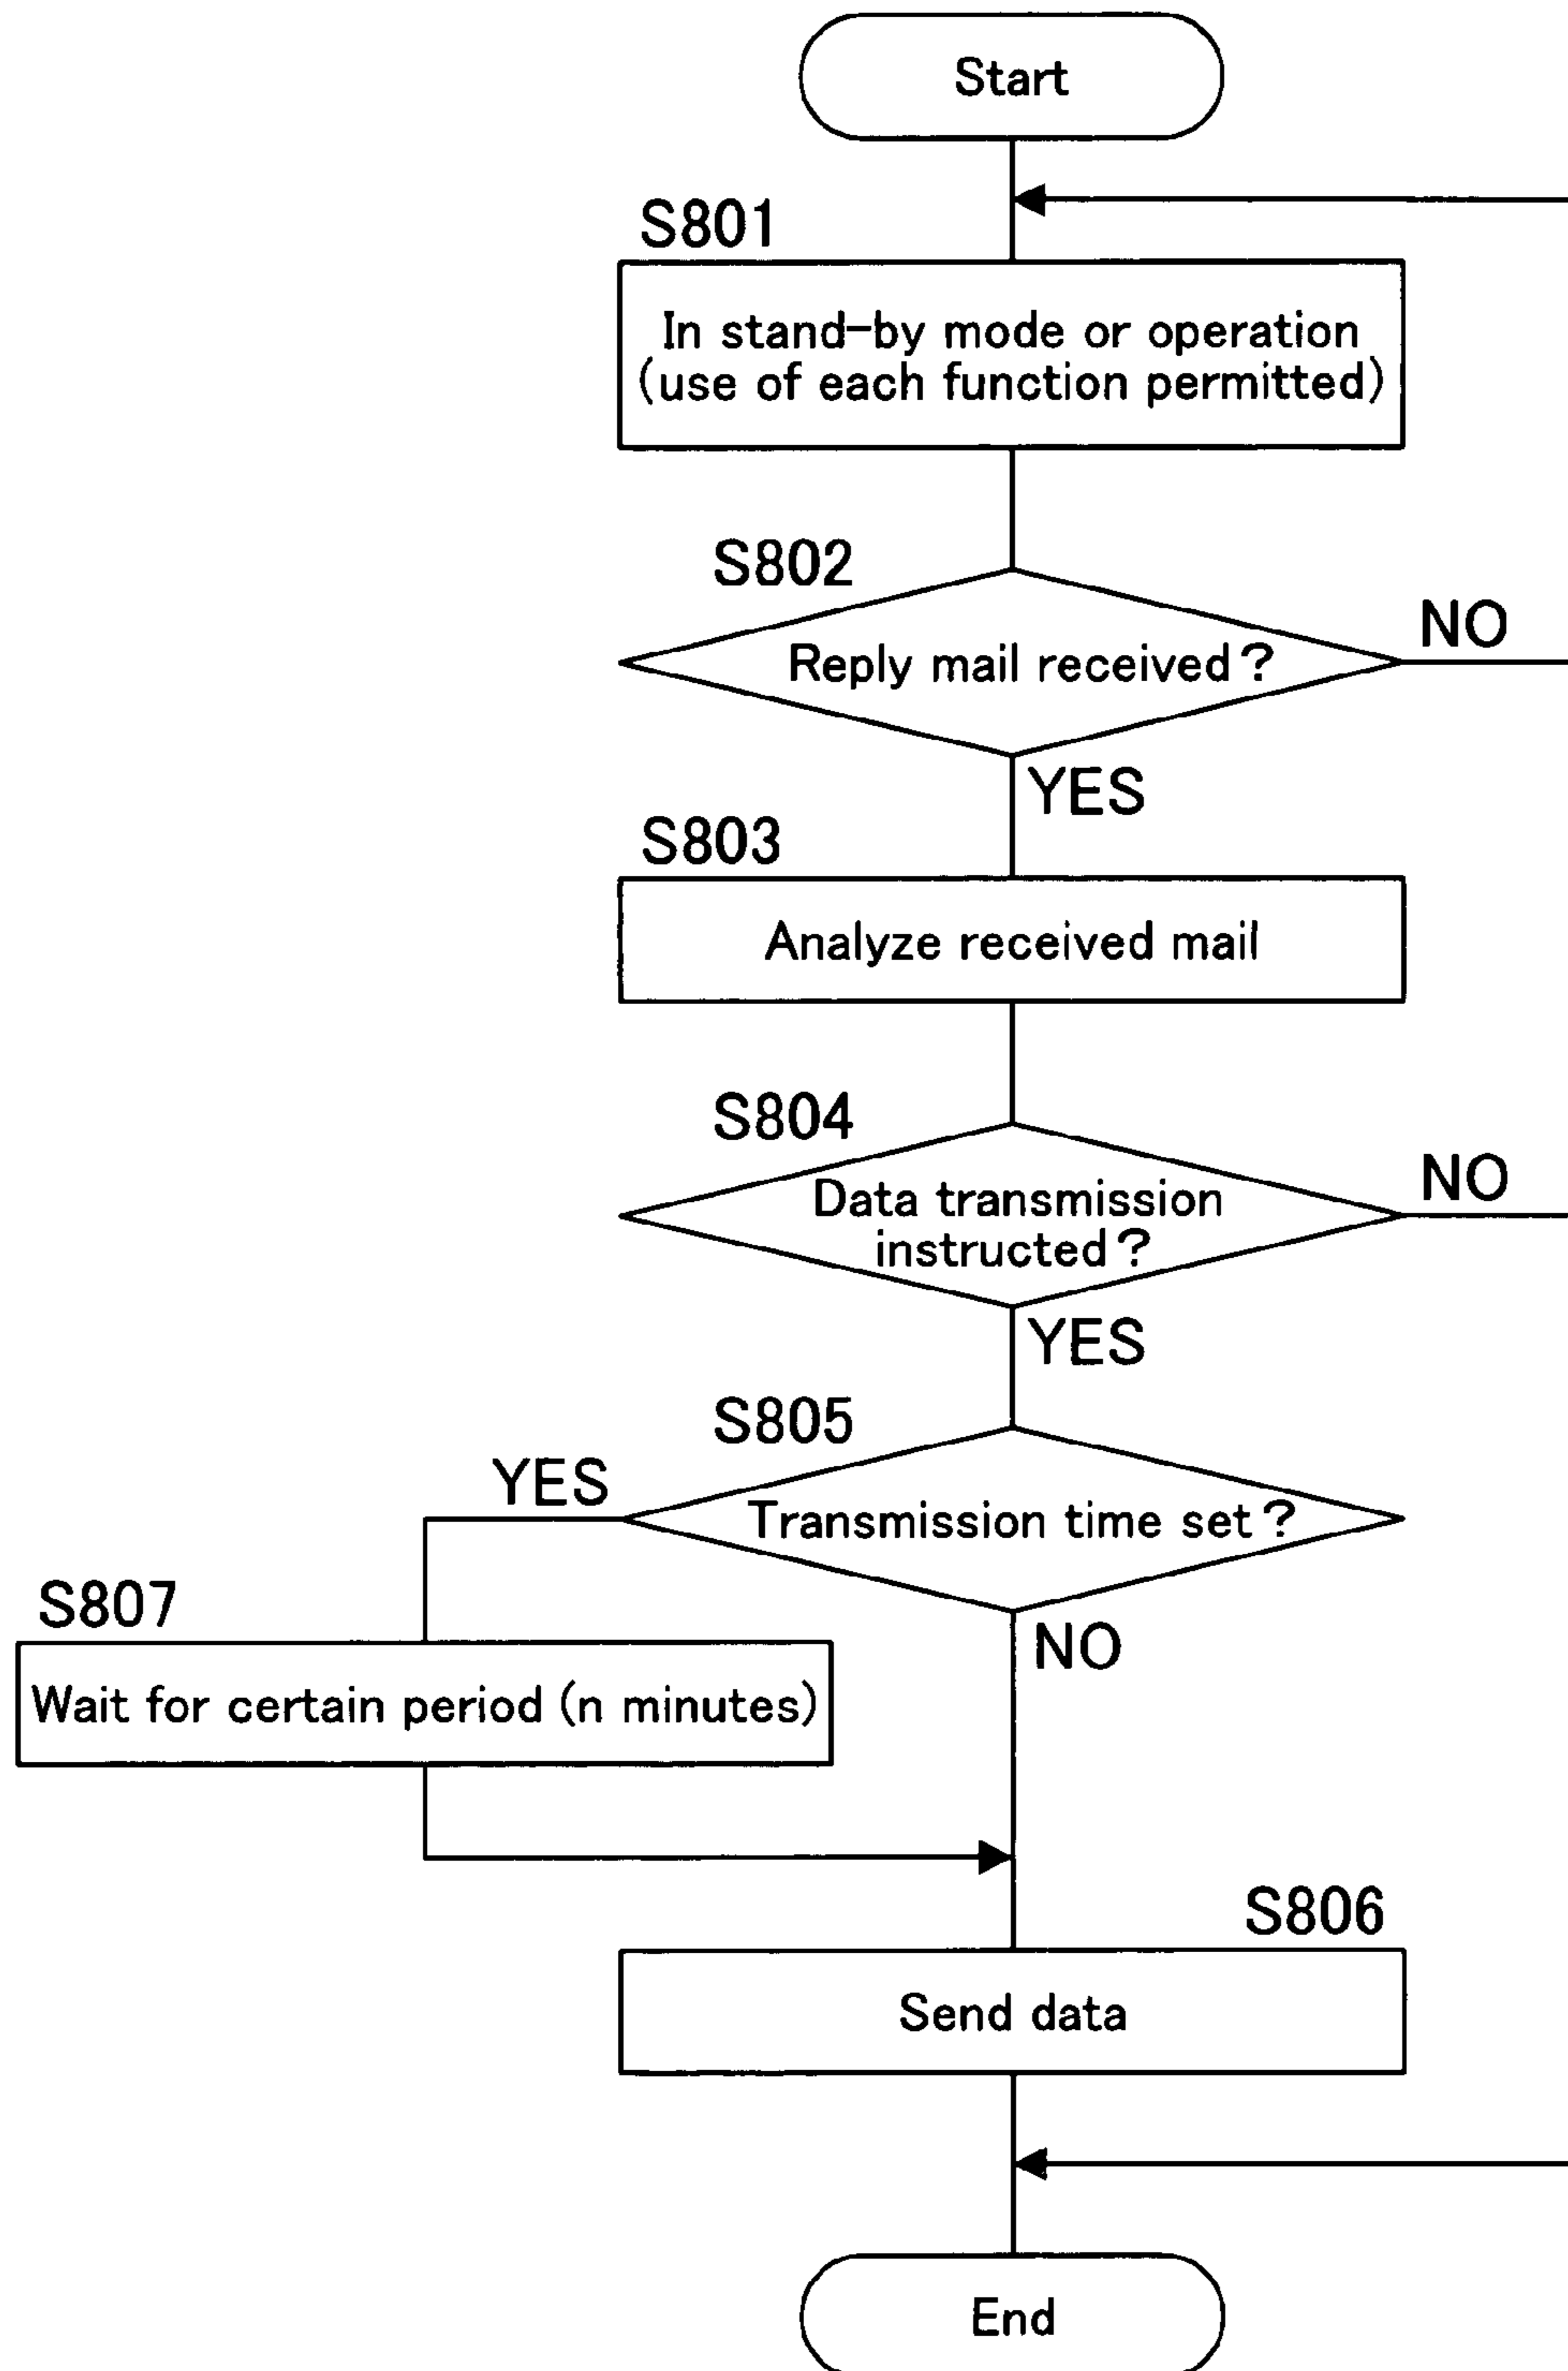 Start
S801
In stand-by mode or operation
(use of each function permitted)
S802
Reply mail received?
NO
YES
S803
Analyze received mail
S804
Data transmission
instructed?
NO
YES
S805
Transmission time set?
YES
NO
S807
Wait for certain period (n minutes)
S806
Send data
End